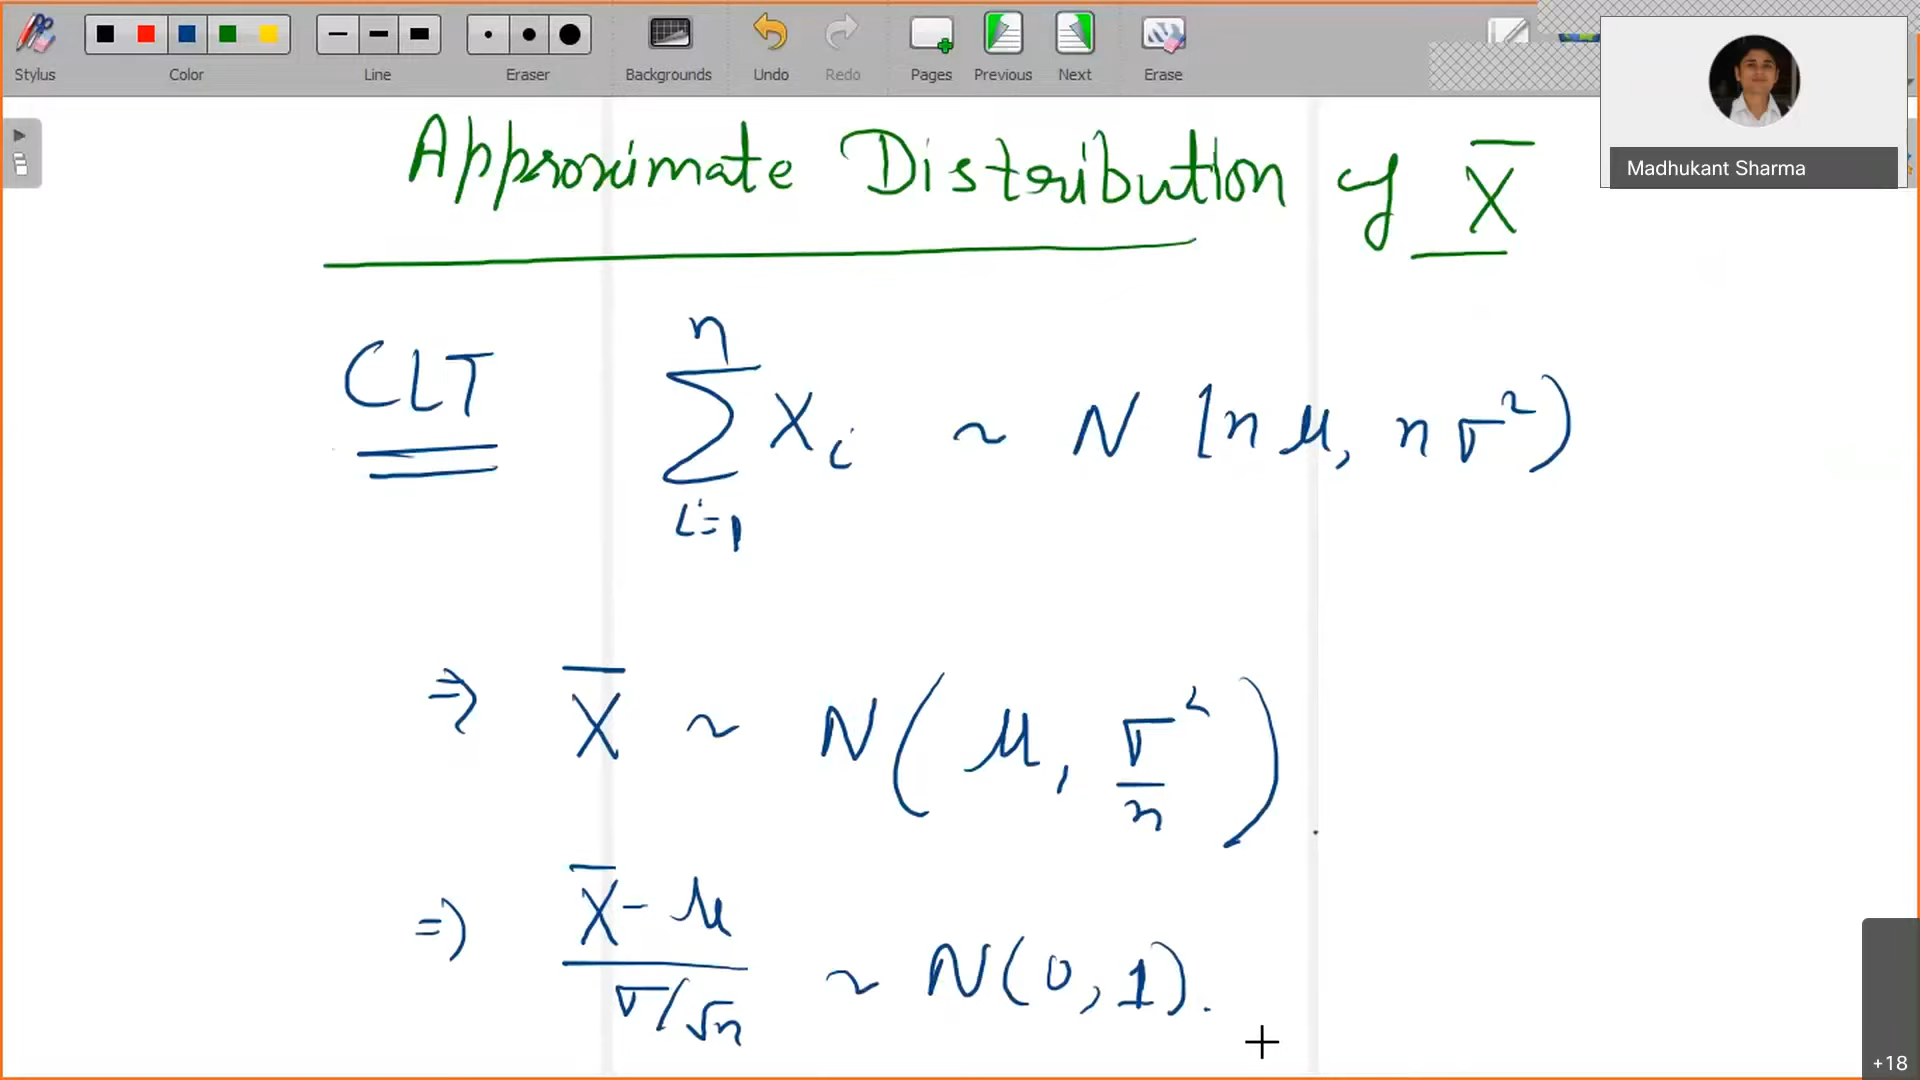 Stylus Color Line Eraser Backgrounds Undo Redo Pages Previous Next Erase
Madhukant Sharma
Approximate Distribution of X̅
CLT ∑ᵢ₌₁ⁿ Xᵢ ~ N (nμ, nσ²)
⇒ X̅ ~ N(μ, σ²/n)
⇒ (X̅ - μ)/(σ/√n) ~ N(0, 1).
+18